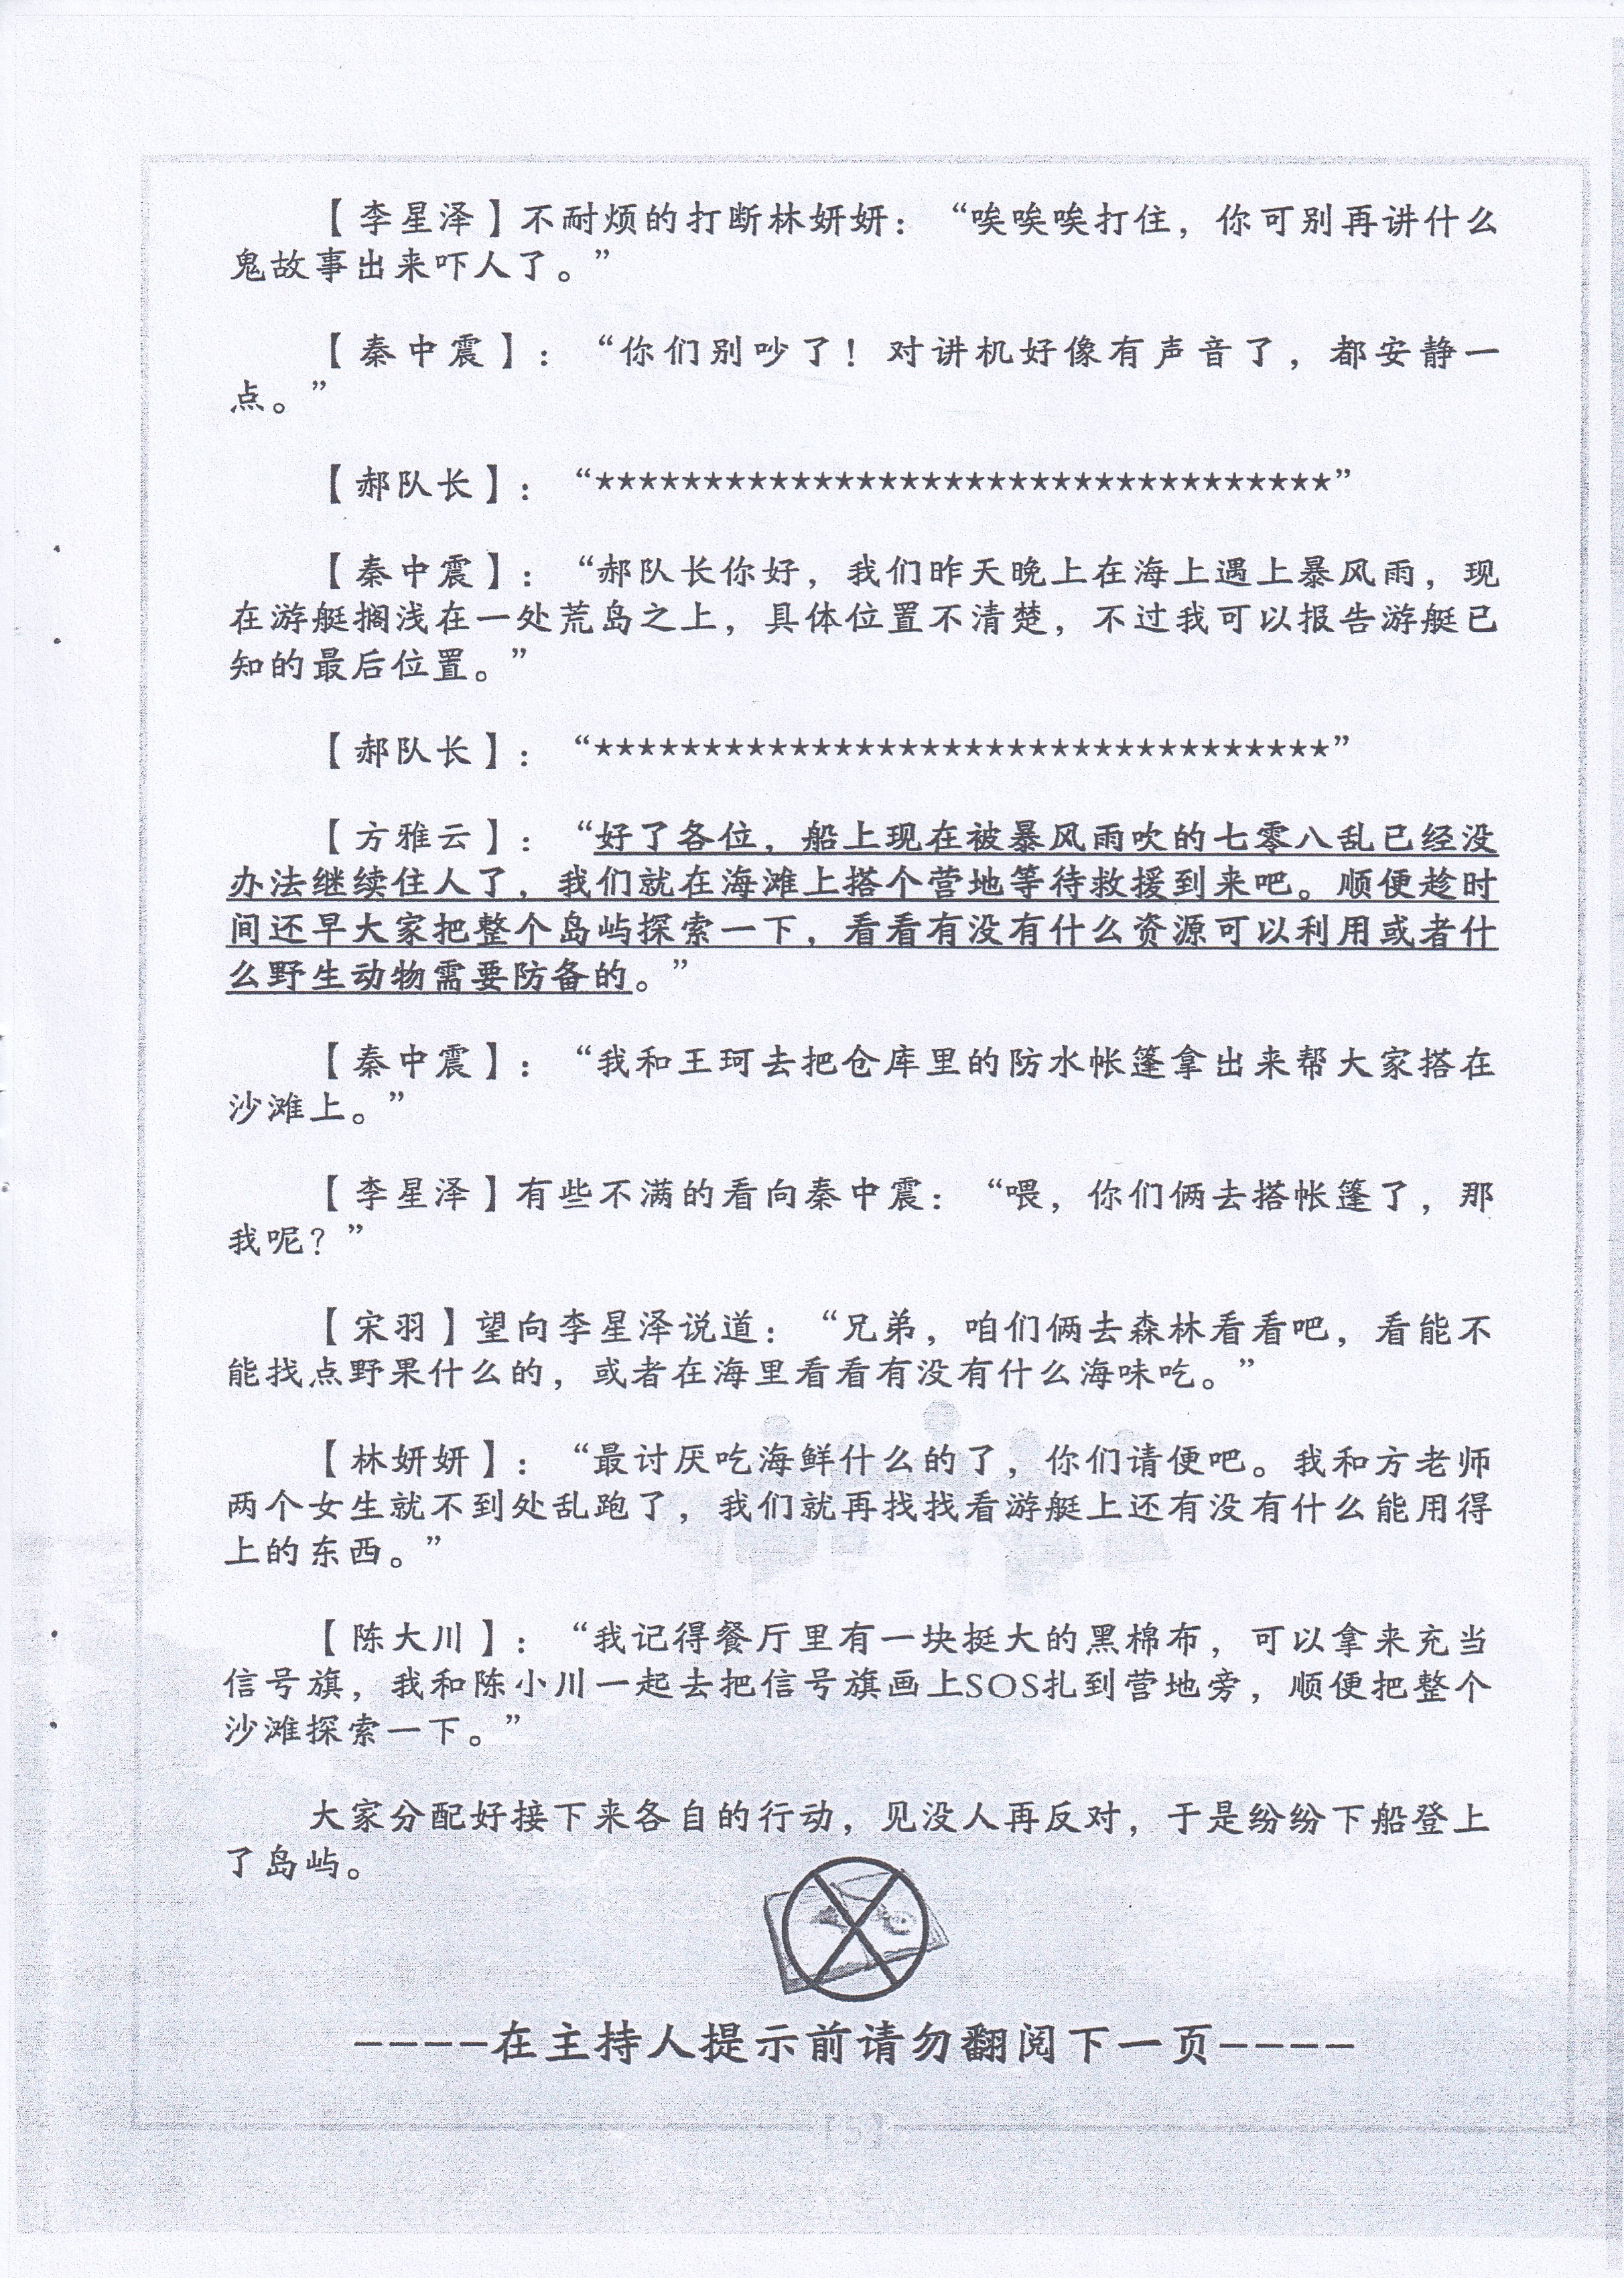 【李星泽】不耐烦的打断林妍妍：“唉唉唉打住，你可别再讲什么
鬼故事出来吓人了。”
【秦中震】：“你们别吵了！对讲机好像有声音了，都安静一
点。”
【郝队长】：“**********************************”
【秦中震】：“郝队长你好，我们昨天晚上在海上遇上暴风雨，现
在游艇搁浅在一处荒岛之上，具体位置不清楚，不过我可以报告游艇已
知的最后位置。”
【郝队长】：“**********************************”
【方雅云】：“好了各位，船上现在被暴风雨吹的七零八乱已经没
办法继续住人了，我们就在海滩上搭个营地等待救援到来吧。顺便趁时
间还早大家把整个岛屿探索一下，看看有没有什么资源可以利用或者什
么野生动物需要防备的。”
【秦中震】：“我和王珂去把仓库里的防水帐篷拿出来帮大家搭在
沙滩上。”
【李星泽】有些不满的看向秦中震：“喂，你们俩去搭帐篷了，那
我呢？”
【宋羽】望向李星泽说道：“兄弟，咱们俩去森林看看吧，看能不
能找点野果什么的，或者在海里看看有没有什么海味吃。”
【林妍妍】：“最讨厌吃海鲜什么的了，你们请便吧。我和方老师
两个女生就不到处乱跑了，我们就再找找看游艇上还有没有什么能用得
上的东西。”
【陈大川】：“我记得餐厅里有一块挺大的黑棉布，可以拿来充当
信号旗，我和陈小川一起去把信号旗画上SOS扎到营地旁，顺便把整个
沙滩探索一下。”
大家分配好接下来各自的行动，见没人再反对，于是纷纷下船登上
了岛屿。
----在主持人提示前请勿翻阅下一页----
【5】